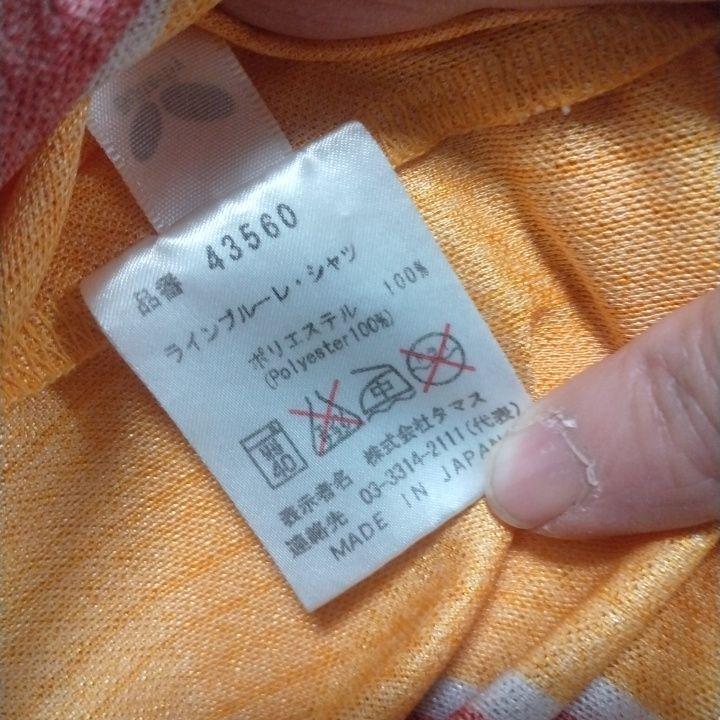 品番 43560
ラインブルーレ・シャツ
ポリエステル 100%
(Polyester100%)
40 中
表示者名 株式会社タマス
連絡先 03-3314-2111(代表)
MADE IN JAPAN